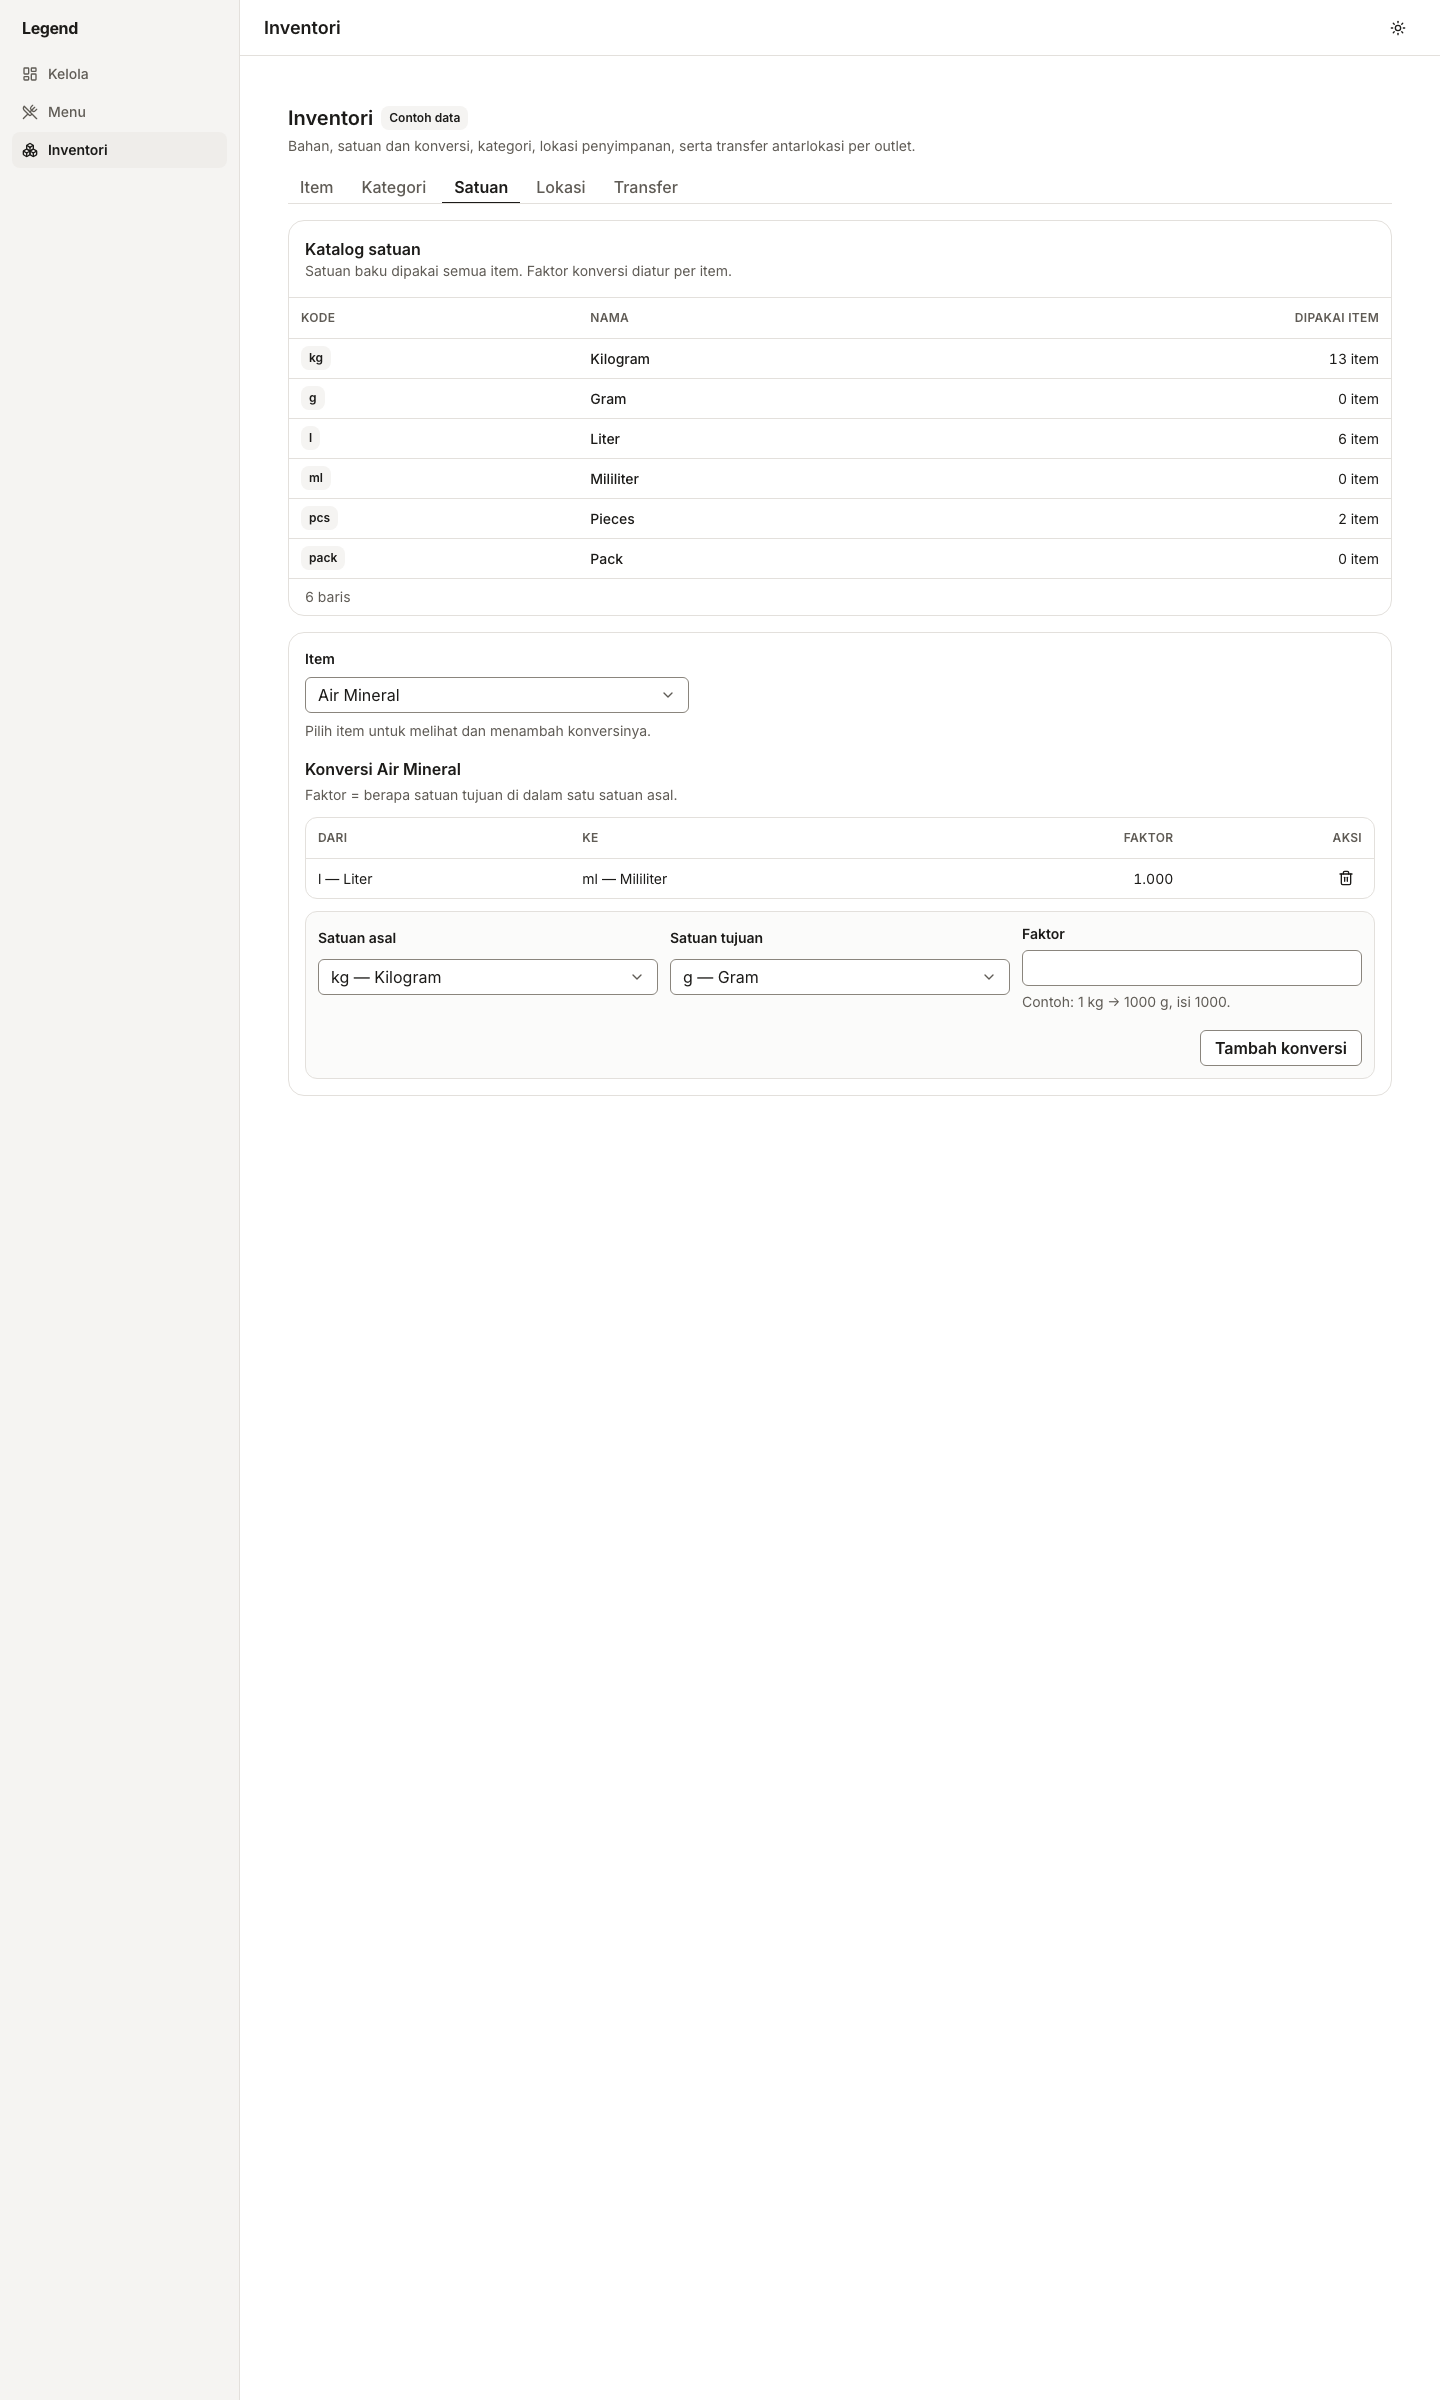 Legend
Inventori
Kelola
Menu
Inventori
Inventori Contoh data
Bahan, satuan dan konversi, kategori, lokasi penyimpanan, serta transfer antarlokasi per outlet.
Item Kategori Satuan Lokasi Transfer
Katalog satuan
Satuan baku dipakai semua item. Faktor konversi diatur per item.
KODE NAMA DIPAKAI ITEM
kg Kilogram 13 item
g Gram 0 item
l Liter 6 item
ml Mililiter 0 item
pcs Pieces 2 item
pack Pack 0 item
6 baris
Item
Air Mineral
Pilih item untuk melihat dan menambah konversinya.
Konversi Air Mineral
Faktor = berapa satuan tujuan di dalam satu satuan asal.
DARI KE FAKTOR AKSI
l — Liter ml — Mililiter 1.000
Satuan asal Satuan tujuan Faktor
kg — Kilogram g — Gram
Contoh: 1 kg → 1000 g, isi 1000.
Tambah konversi